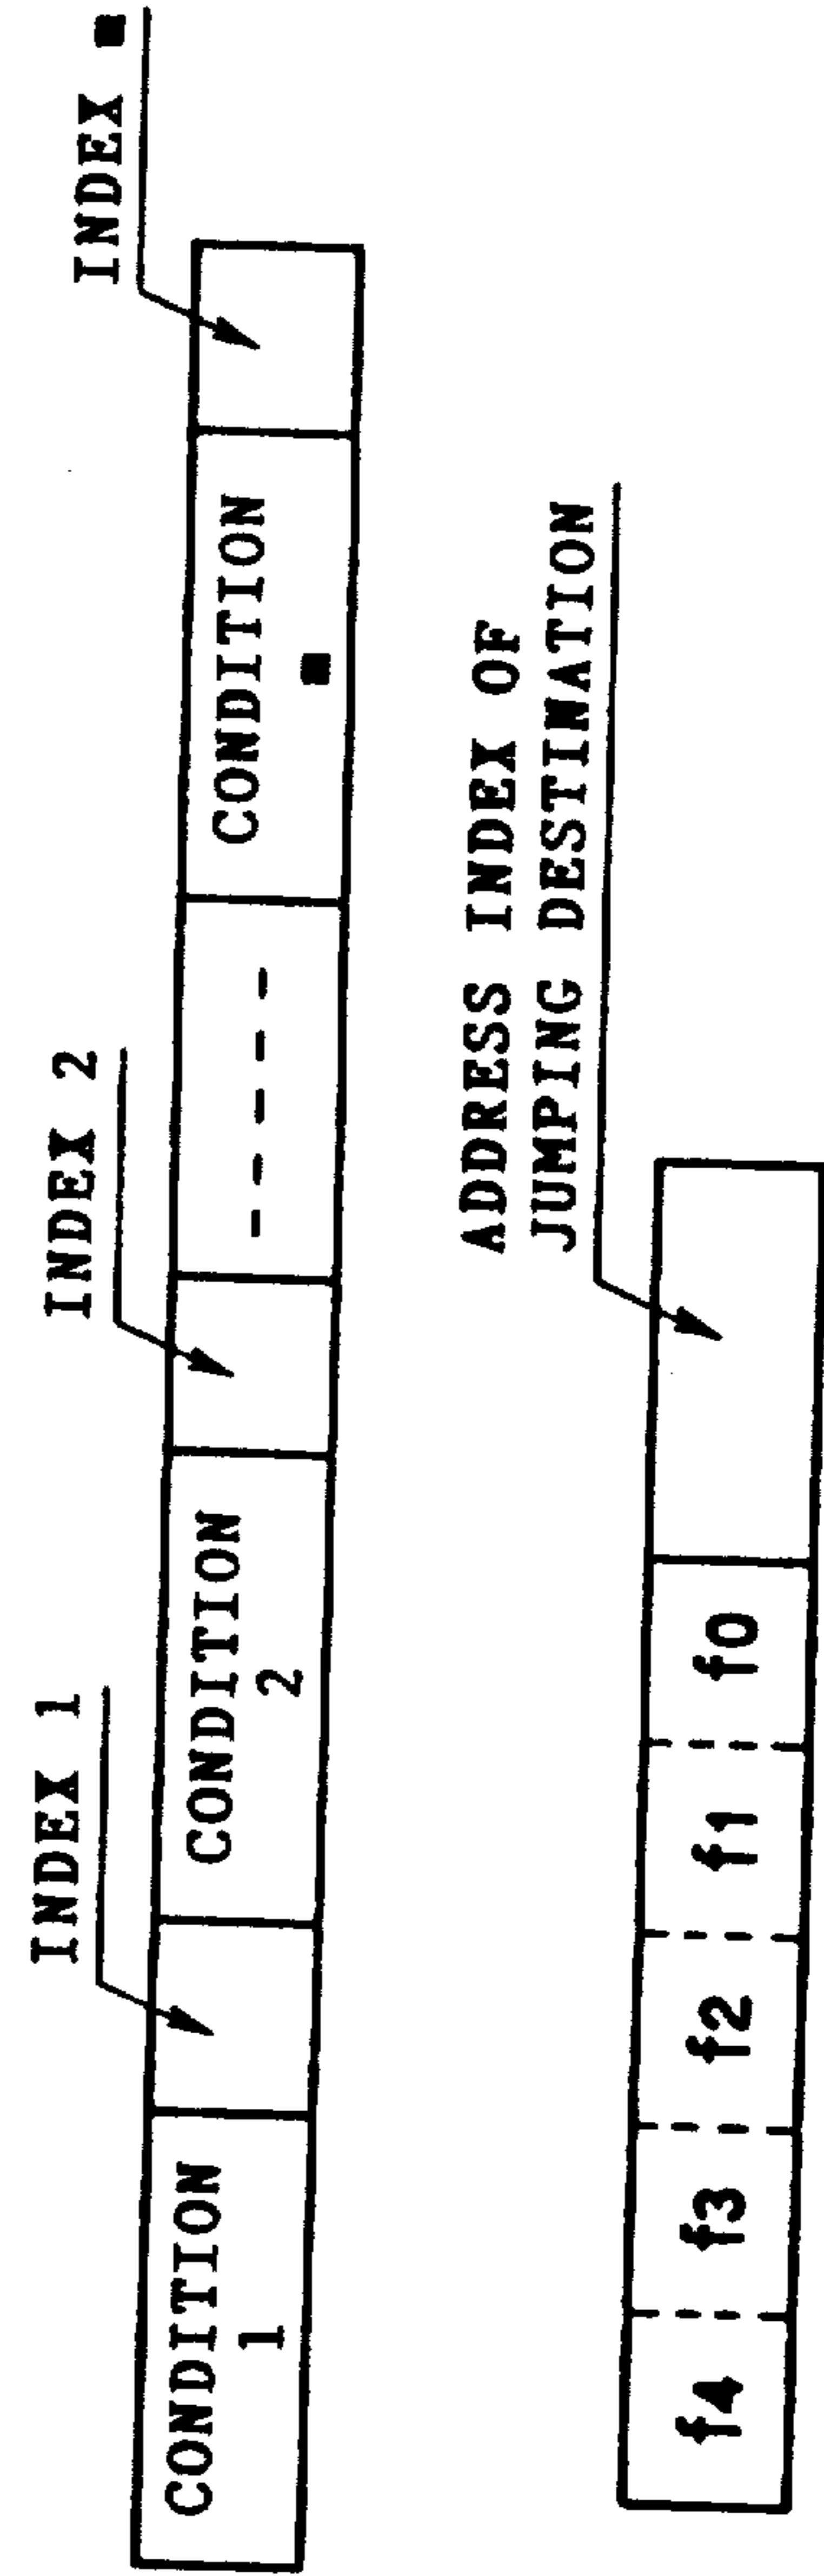 INDEX 1
INDEX 2
INDEX m
CONDITION
1
CONDITION
2
-----
CONDITION
m
ADDRESS INDEX OF
JUMPING DESTINATION
f4
f3
f2
f1
f0